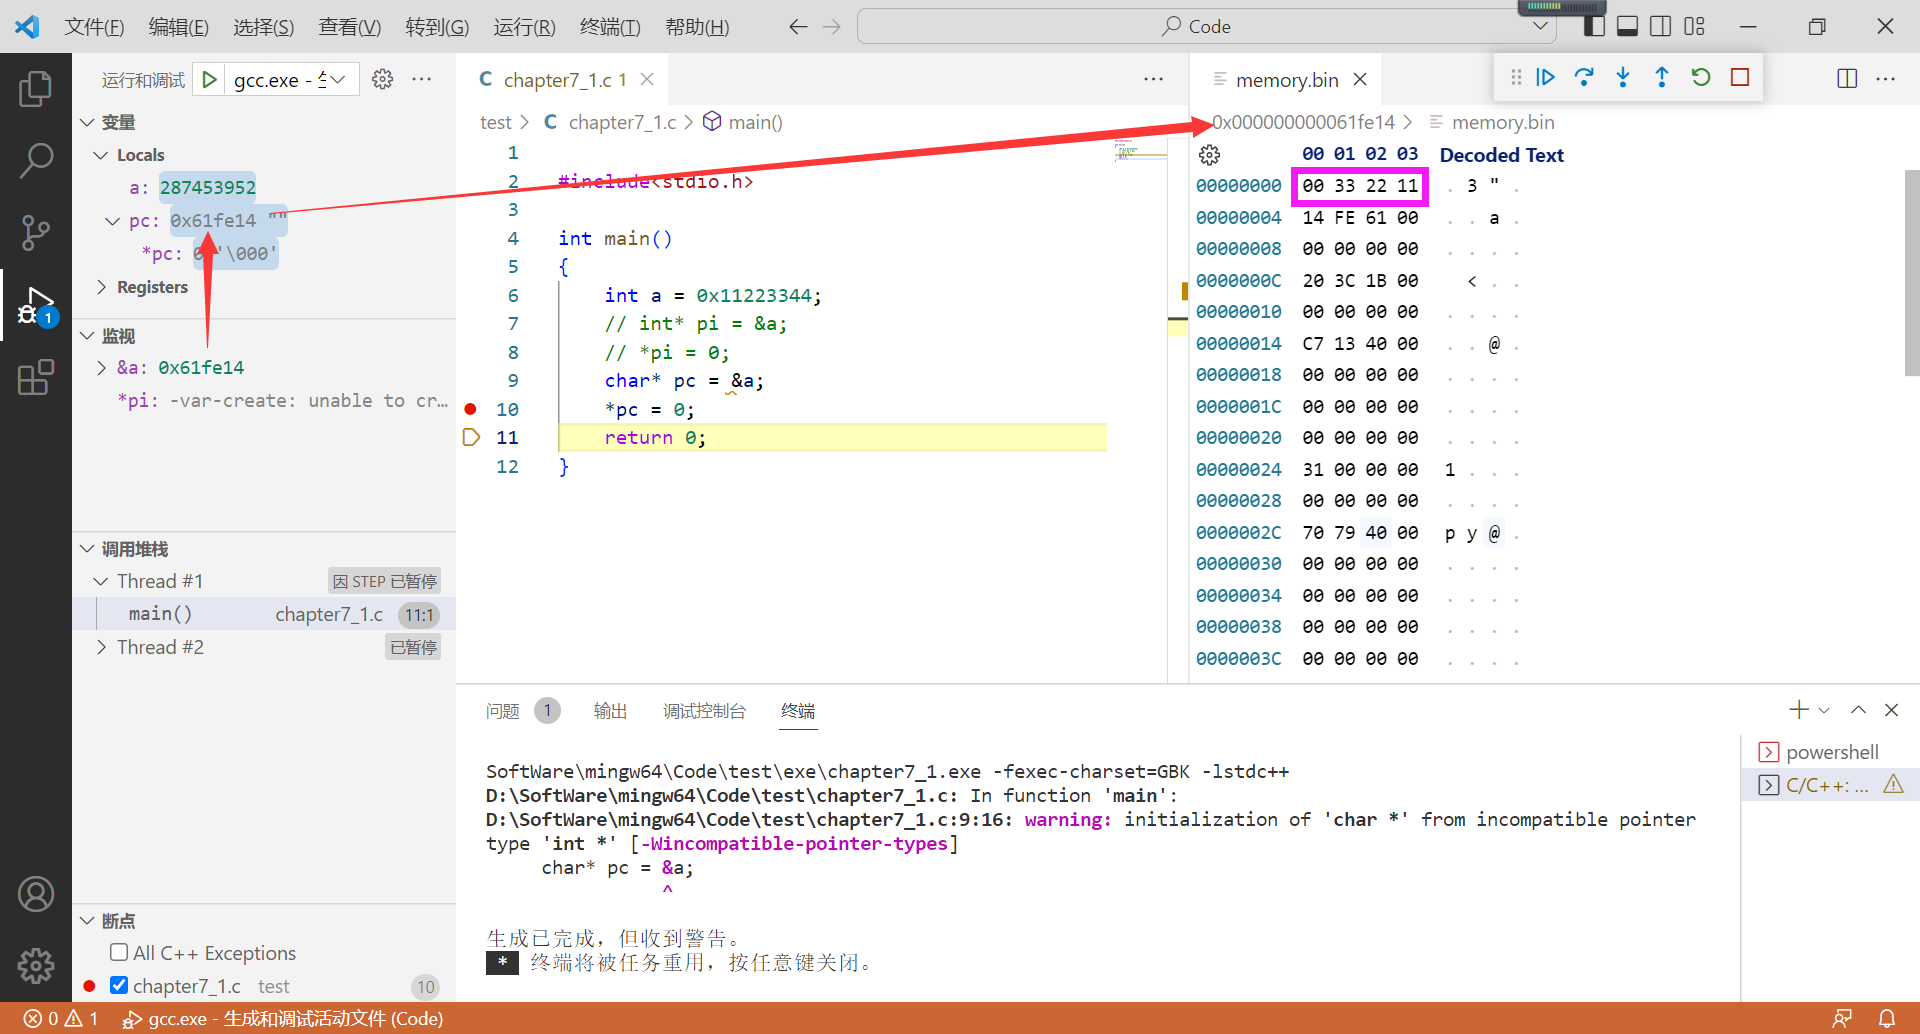 文件(F) 编辑(E) 选择(S) 查看(V) 转到(G) 运行(R) 终端(T) 帮助(H) Code
运行和调试 gcc.exe - 生
变量
Locals
a: 287453952
pc: 0x61fe14 ""
*pc: 0 '\000'
Registers
监视
&a: 0x61fe14
*pi: -var-create: unable to cr…
调用堆栈
Thread #1 因 STEP 已暂停
main() chapter7_1.c 11:1
Thread #2 已暂停
断点
All C++ Exceptions
chapter7_1.c test 10
chapter7_1.c 1
test > C chapter7_1.c > main()
1
2 #include<stdio.h>
3
4 int main()
5 {
6 int a = 0x11223344;
7 // int* pi = &a;
8 // *pi = 0;
9 char* pc = &a;
10 *pc = 0;
11 return 0;
12 }
memory.bin
0x000000000061fe14 > memory.bin
00 01 02 03 Decoded Text
00000000 00 33 22 11 . 3 " .
00000004 14 FE 61 00 . . a .
00000008 00 00 00 00 . . . .
0000000C 20 3C 1B 00 < . .
00000010 00 00 00 00 . . . .
00000014 C7 13 40 00 . . @ .
00000018 00 00 00 00 . . . .
0000001C 00 00 00 00 . . . .
00000020 00 00 00 00 . . . .
00000024 31 00 00 00 1 . . .
00000028 00 00 00 00 . . . .
0000002C 70 79 40 00 p y @ .
00000030 00 00 00 00 . . . .
00000034 00 00 00 00 . . . .
00000038 00 00 00 00 . . . .
0000003C 00 00 00 00 . . . .
问题 1 输出 调试控制台 终端
SoftWare\mingw64\Code\test\exe\chapter7_1.exe -fexec-charset=GBK -lstdc++
D:\SoftWare\mingw64\Code\test\chapter7_1.c: In function 'main':
D:\SoftWare\mingw64\Code\test\chapter7_1.c:9:16: warning: initialization of 'char *' from incompatible pointer
type 'int *' [-Wincompatible-pointer-types]
char* pc = &a;
^
生成已完成，但收到警告。
* 终端将被任务重用，按任意键关闭。
powershell
C/C++: …
0 1 gcc.exe - 生成和调试活动文件 (Code)